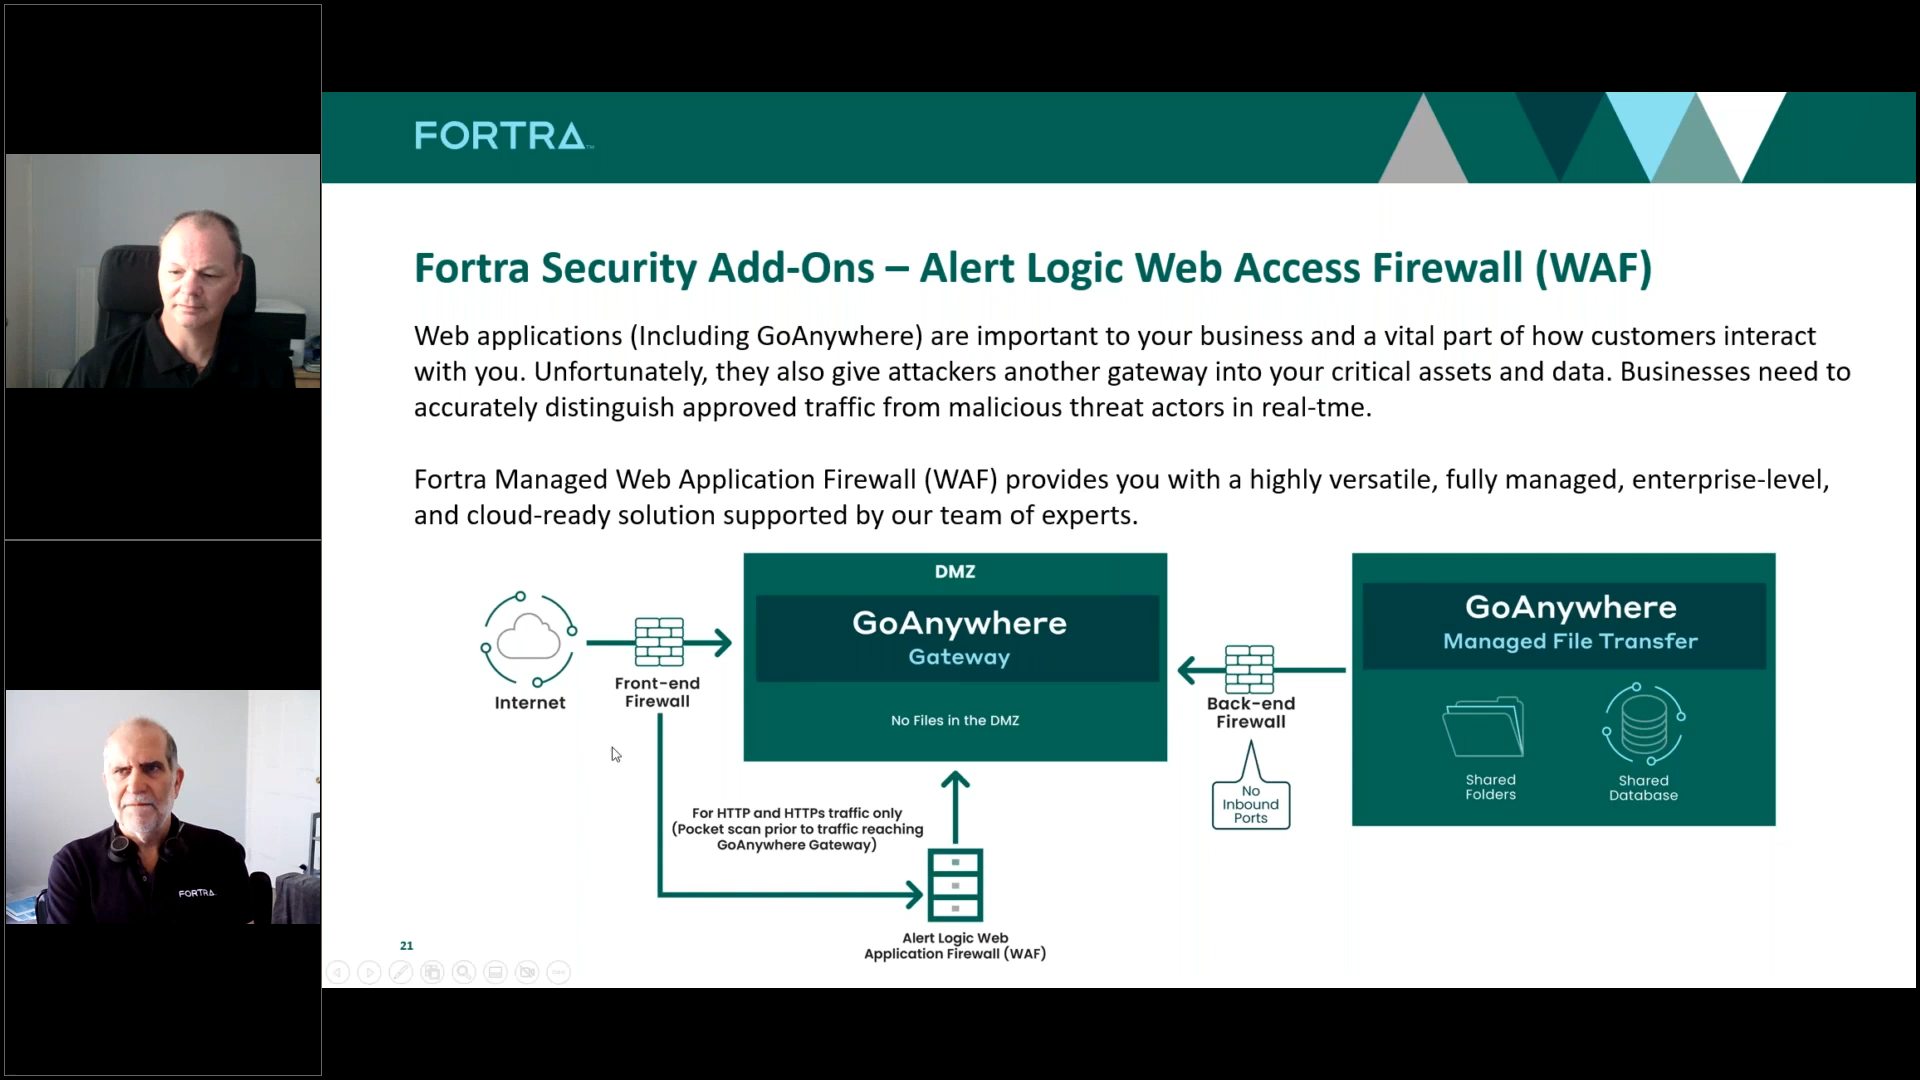 FORTRA™
Fortra Security Add-Ons – Alert Logic Web Access Firewall (WAF)
Web applications (Including GoAnywhere) are important to your business and a vital part of how customers interact
with you. Unfortunately, they also give attackers another gateway into your critical assets and data. Businesses need to
accurately distinguish approved traffic from malicious threat actors in real-tme.
Fortra Managed Web Application Firewall (WAF) provides you with a highly versatile, fully managed, enterprise-level,
and cloud-ready solution supported by our team of experts.
Internet
Front-end
Firewall
DMZ
GoAnywhere
Gateway
No Files in the DMZ
Back-end
Firewall
No
Inbound
Ports
GoAnywhere
Managed File Transfer
Shared
Folders
Shared
Database
For HTTP and HTTPs traffic only
(Pocket scan prior to traffic reaching
GoAnywhere Gateway)
Alert Logic Web
Application Firewall (WAF)
21
FORTRA